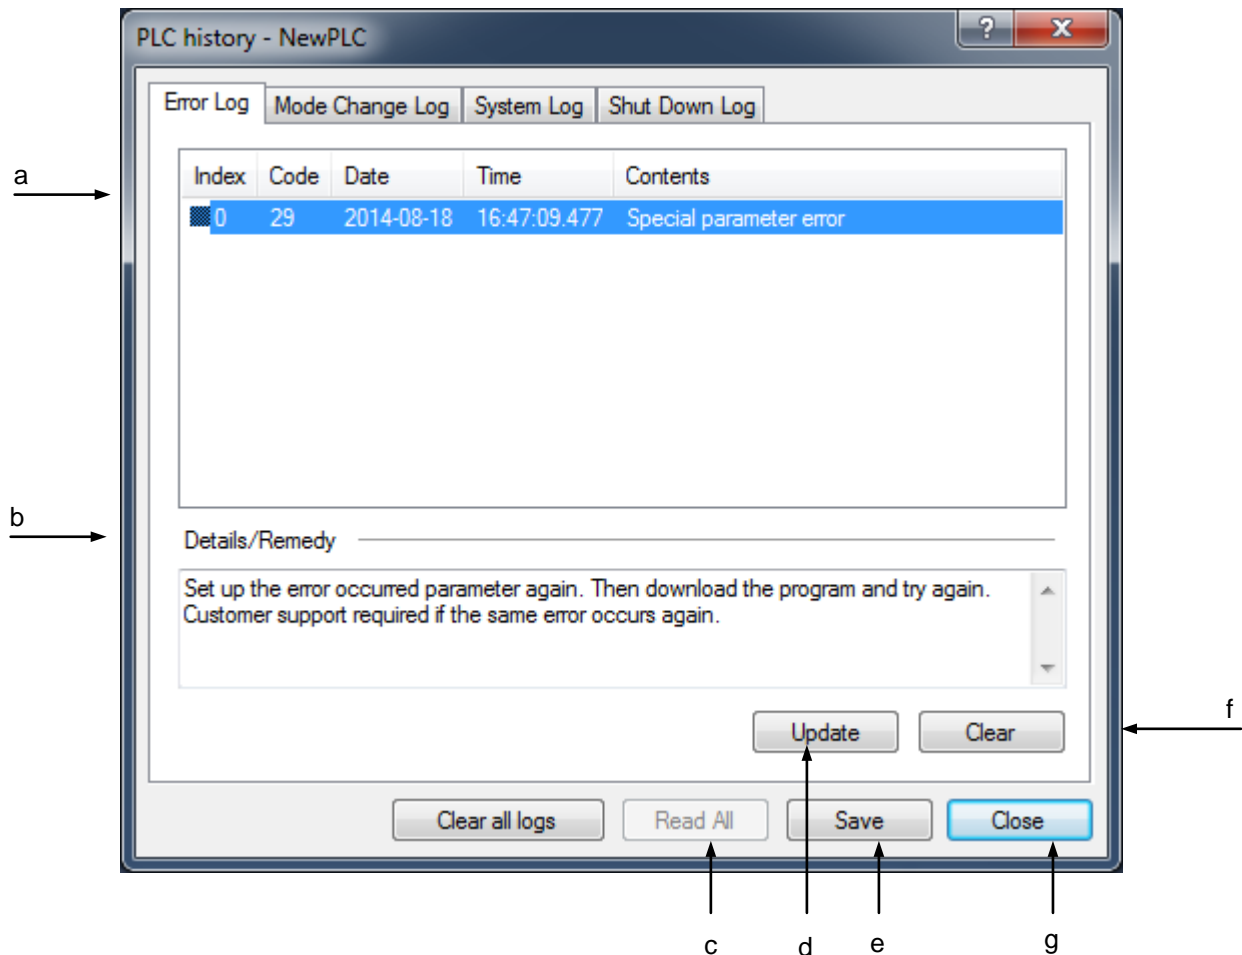 PLC history - NewPLC
Error Log Mode Change Log System Log Shut Down Log
a
Index Code Date Time Contents
0 29 2014-08-18 16:47:09.477 Special parameter error
b
Details/Remedy
Set up the error occurred parameter again. Then download the program and try again.
Customer support required if the same error occurs again.
f
Update Clear
Clear all logs Read All Save Close
c d e g